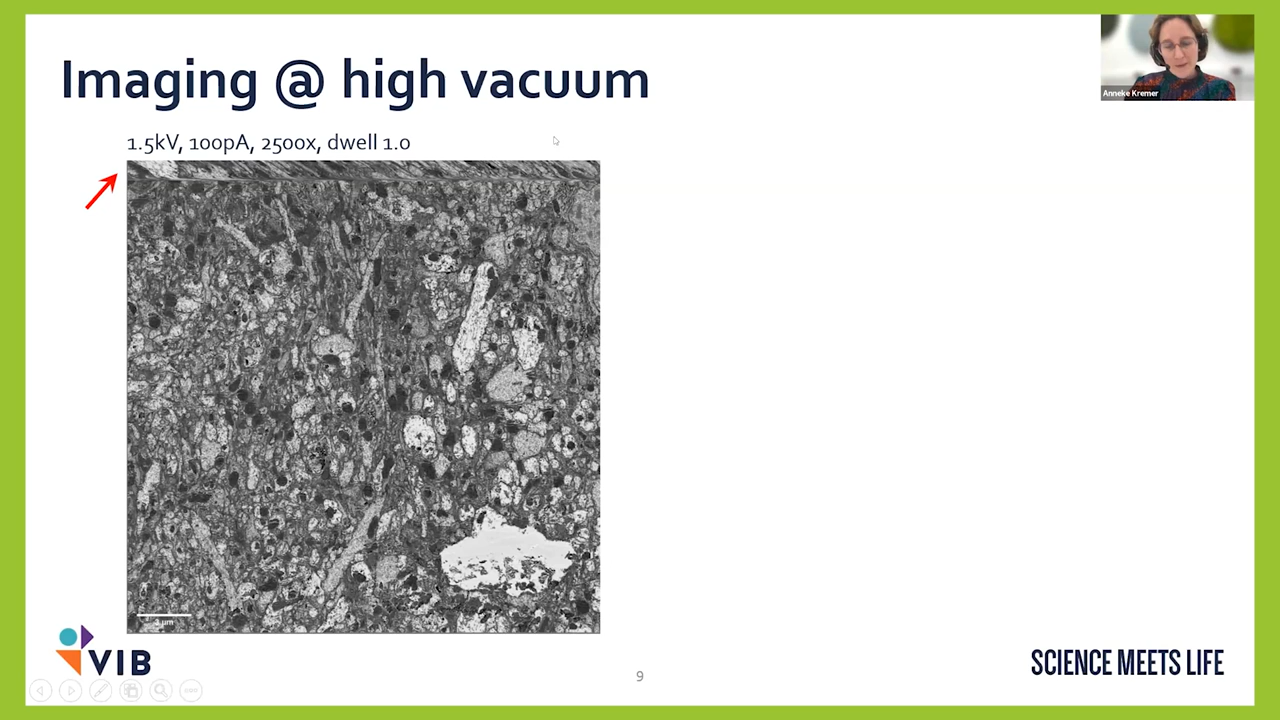 Imaging @ high vacuum
Anneke Kremer
1.5kV, 100pA, 2500x, dwell 1.0
VIB
9
SCIENCE MEETS LIFE